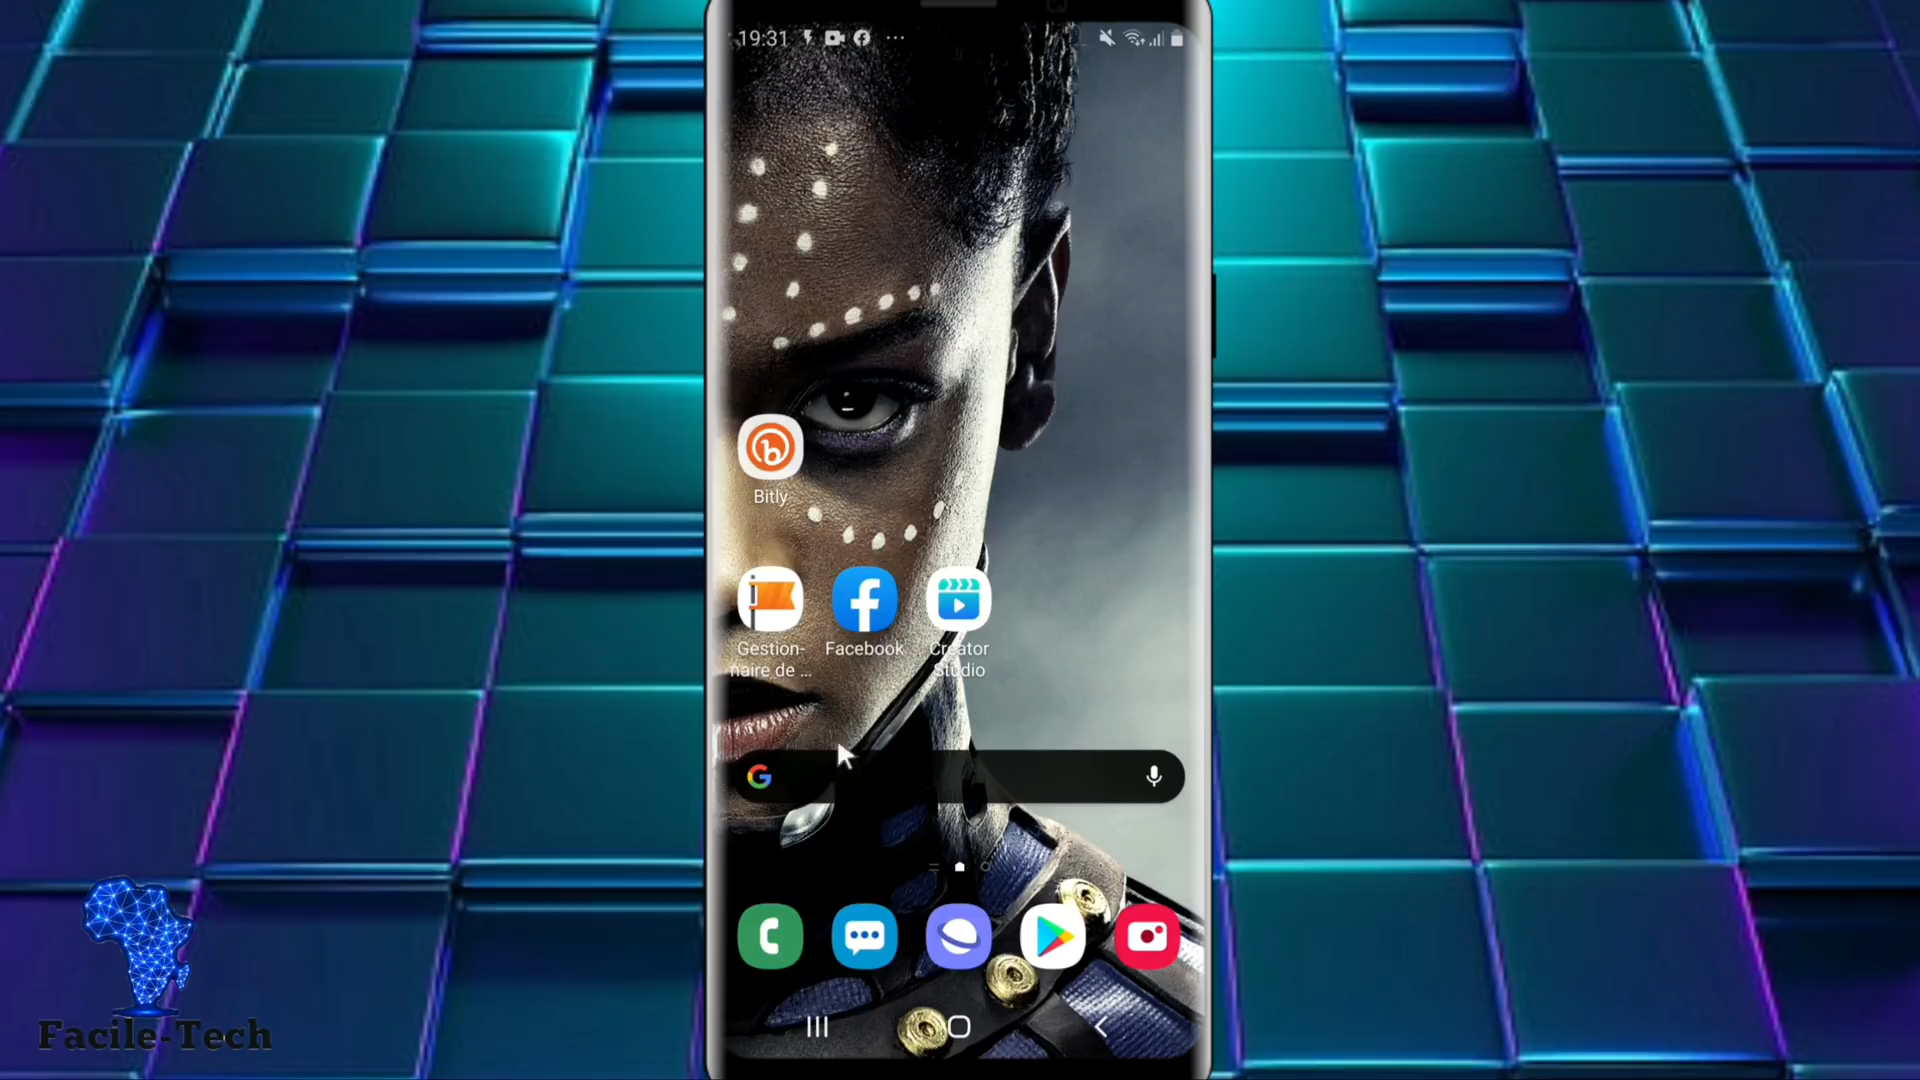 19:31
Bitly
Gestion-
naire de ...
Facebook
Creator
Studio
Facile-Tech